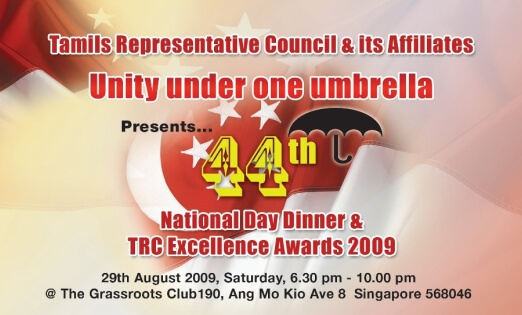 Tamils Representative Council & its Affiliates
Unity under one umbrella
Presents...
44th
National Day Dinner &
TRC Excellence Awards 2009
29th August 2009, Saturday, 6.30 pm - 10.00 pm
@ The Grassroots Club190, Ang Mo Kio Ave 8  Singapore 568046